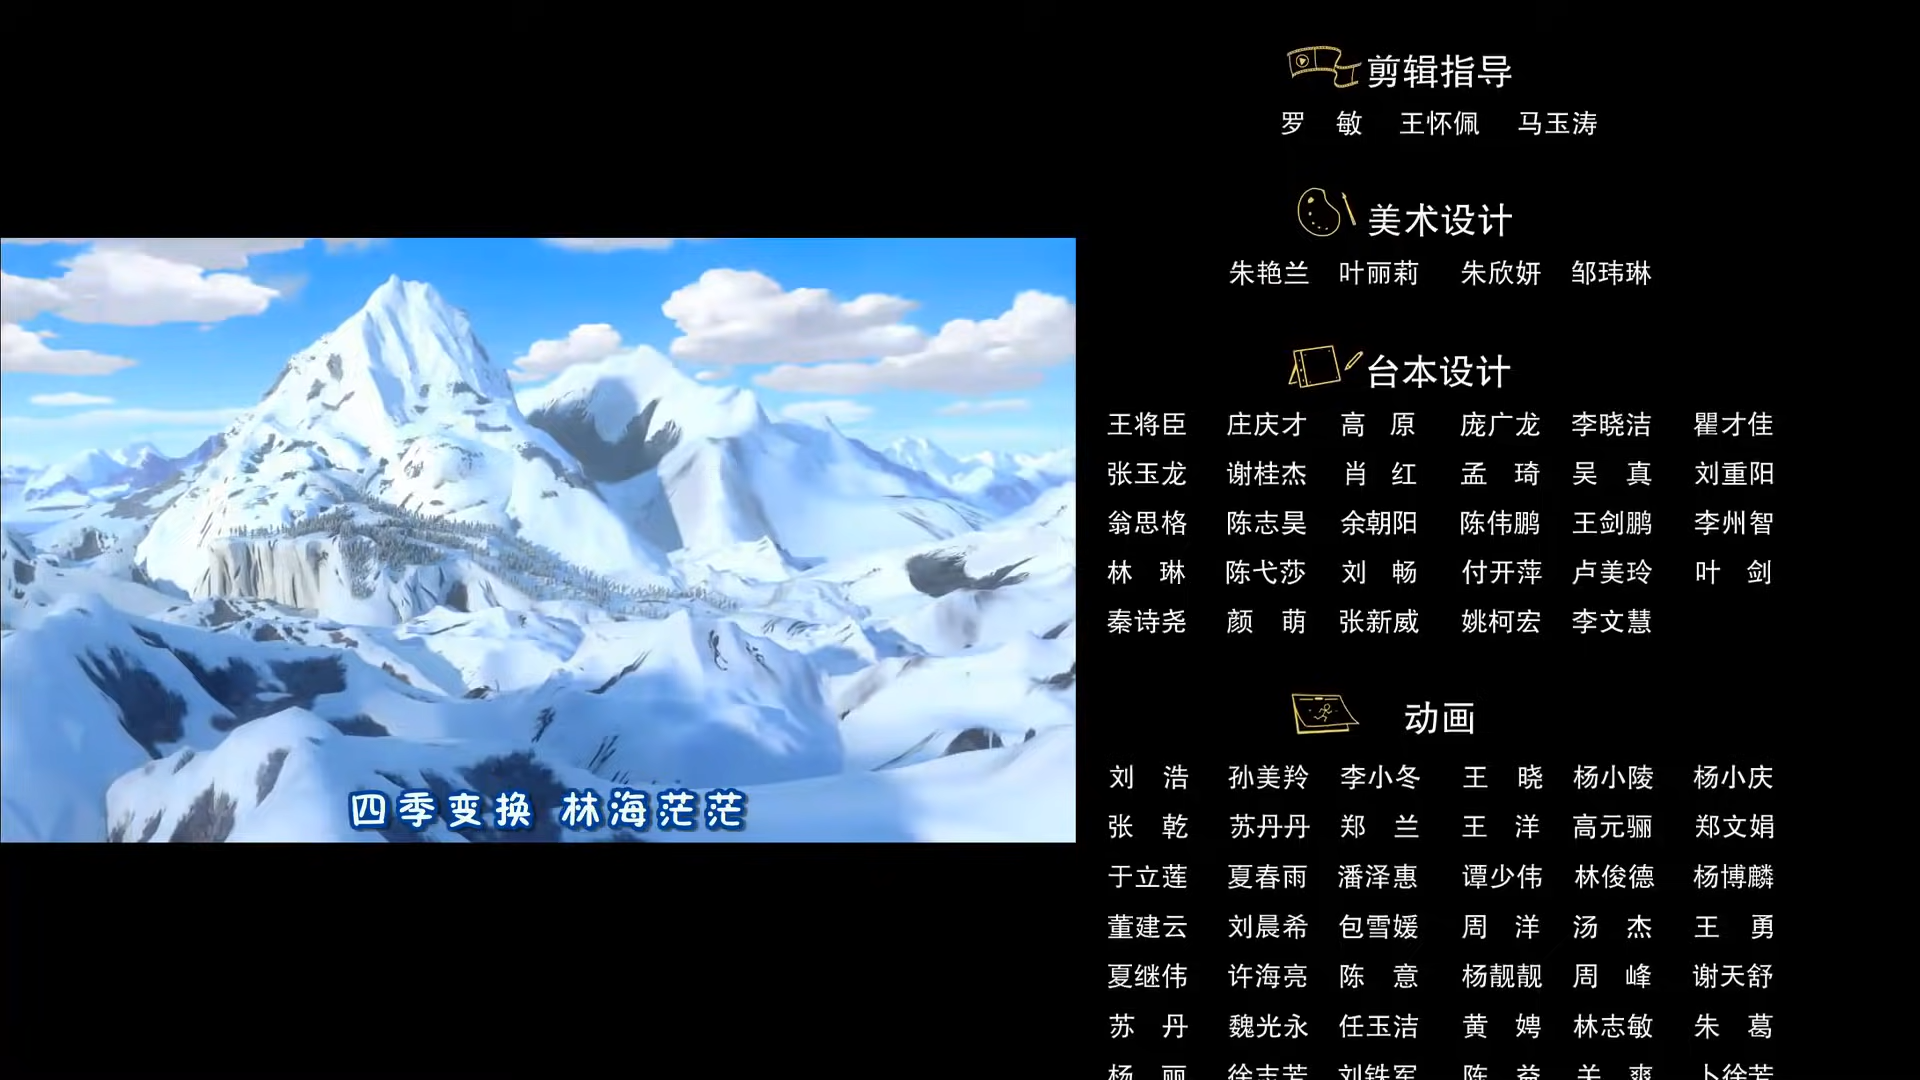 剪辑指导
罗 敏 王怀佩 马玉涛
美术设计
朱艳兰 叶丽莉 朱欣妍 邹玮琳
台本设计
王将臣 庄庆才 高 原 庞广龙 李晓洁 瞿才佳
张玉龙 谢桂杰 肖 红 孟 琦 吴 真 刘重阳
翁思格 陈志昊 余朝阳 陈伟鹏 王剑鹏 李州智
林 琳 陈弋莎 刘 畅 付开萍 卢美玲 叶 剑
秦诗尧 颜 萌 张新威 姚柯宏 李文慧
动画
刘 浩 孙美羚 李小冬 王 晓 杨小陵 杨小庆
张 乾 苏丹丹 郑 兰 王 洋 高元骊 郑文娟
于立莲 夏春雨 潘泽惠 谭少伟 林俊德 杨博麟
董建云 刘晨希 包雪媛 周 洋 汤 杰 王 勇
夏继伟 许海亮 陈 意 杨靓靓 周 峰 谢天舒
苏 丹 魏光永 任玉洁 黄 娉 林志敏 朱 葛
杨 丽 刘铁军 陈 益
四季变换 林海茫茫